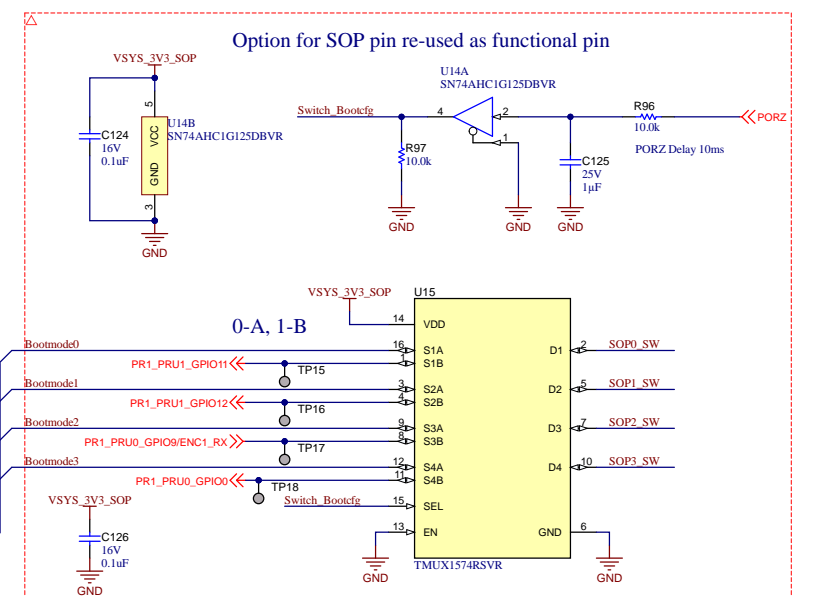 Option for SOP pin re-used as functional pin
VSYS_3V3_SOP
5
VCC
GND
3
U14B
SN74AHC1G125DBVR
C124
16V
0.1uF
GND
U14A
SN74AHC1G125DBVR
Switch_Bootcfg
4
2
1
R97
10.0k
GND
GND
R96
10.0k
PORZ
PORZ Delay 10ms
C125
25V
1µF
GND
VSYS_3V3_SOP
U15
0-A, 1-B
14
VDD
Bootmode0
16
S1A
D1
2
SOP0_SW
PR1_PRU1_GPIO11
1
S1B
TP15
Bootmode1
3
S2A
D2
5
SOP1_SW
PR1_PRU1_GPIO12
4
S2B
TP16
Bootmode2
9
S3A
D3
7
SOP2_SW
PR1_PRU0_GPIO9/ENC1_RX
8
S3B
TP17
Bootmode3
12
S4A
D4
10
SOP3_SW
PR1_PRU0_GPIO0
11
S4B
TP18
Switch_Bootcfg
15
SEL
13
EN
GND
6
GND
TMUX1574RSVR
GND
VSYS_3V3_SOP
C126
16V
0.1uF
GND